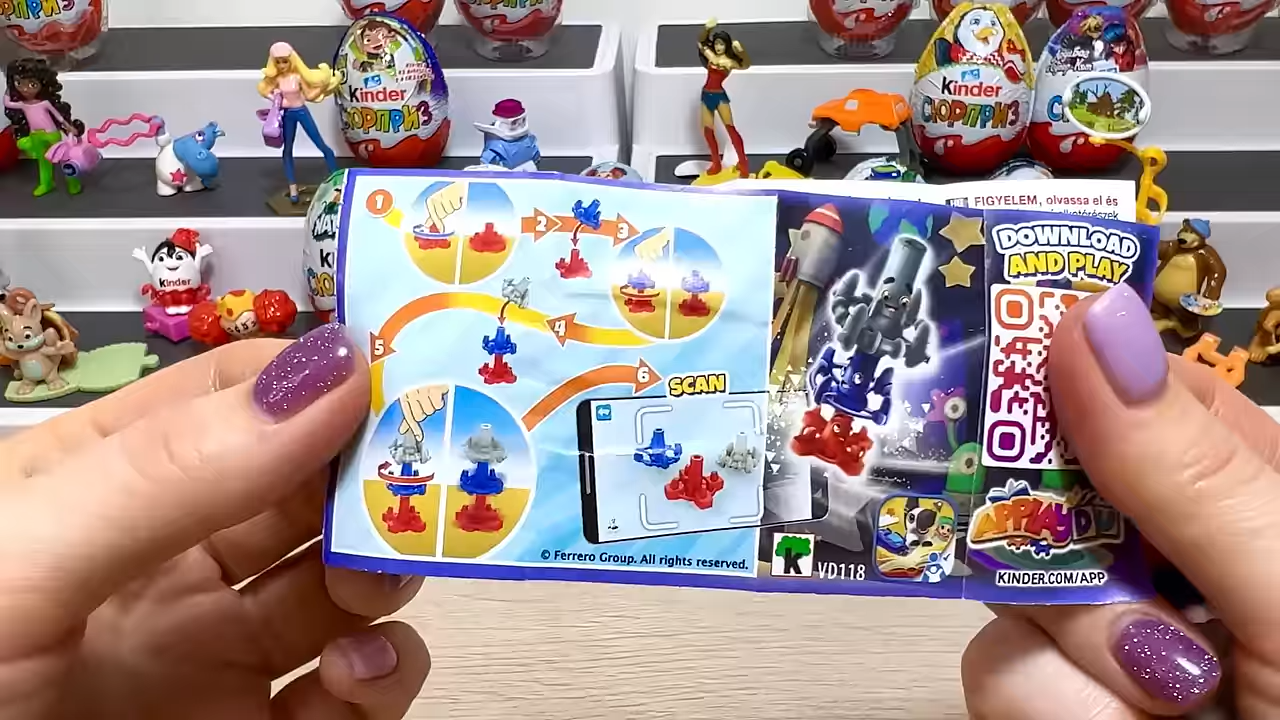 Kinder
СЮРПРИЗ
Kinder
СЮРПРИЗ
Kinder
FIGYELEM, olvassa el és
1
2
3
4
5
6
SCAN
© Ferrero Group. All rights reserved.
K
VD118
DOWNLOAD
AND PLAY
APPLAYDU
KINDER.COM/APP